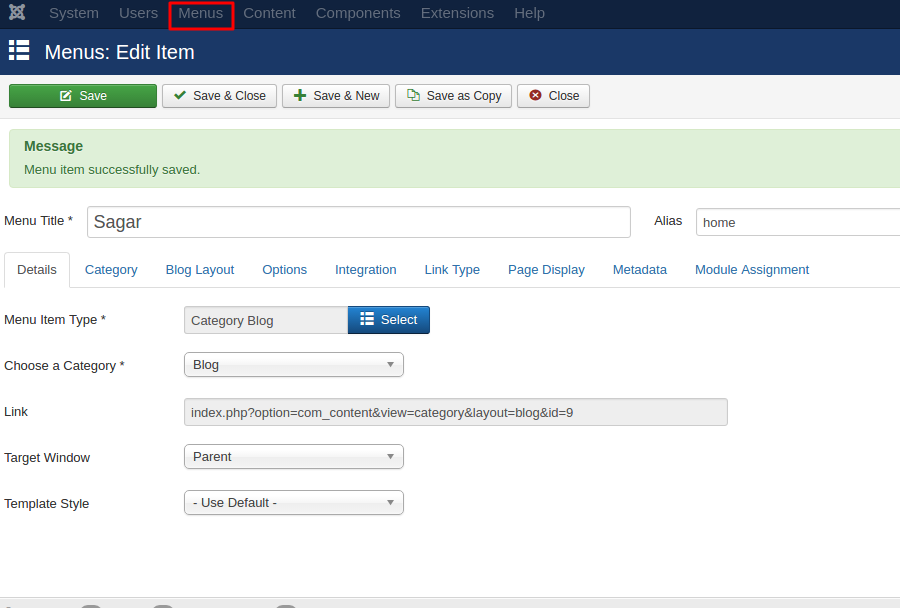 System Users Menus Content Components Extensions Help
Menus: Edit Item
Save Save & Close Save & New Save as Copy Close
Message
Menu item successfully saved.
Menu Title * Sagar Alias home
Details Category Blog Layout Options Integration Link Type Page Display Metadata Module Assignment
Menu Item Type * Category Blog Select
Choose a Category * Blog
Link index.php?option=com_content&view=category&layout=blog&id=9
Target Window Parent
Template Style - Use Default -